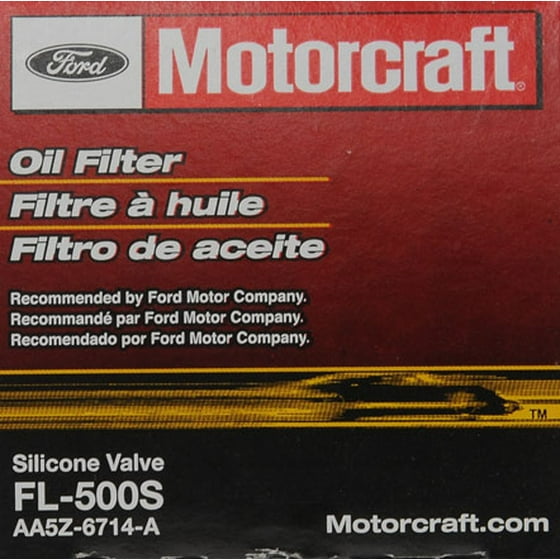 Ford
Motorcraft®
Oil Filter
Filtre à huile
Filtro de aceite
Recommended by Ford Motor Company.
Recommandé par Ford Motor Company.
Recomendado por Ford Motor Company.
TM
Silicone Valve
FL-500S
AA5Z-6714-A
Motorcraft.com